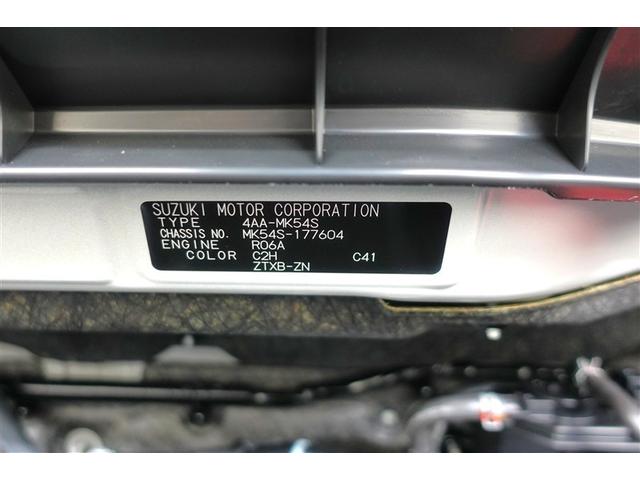 SUZUKI MOTOR CORPORATION
TYPE 4AA-MK54S
CHASSIS NO. MK54S-177604
ENGINE R06A
COLOR C2H C41
ZTXB-ZN